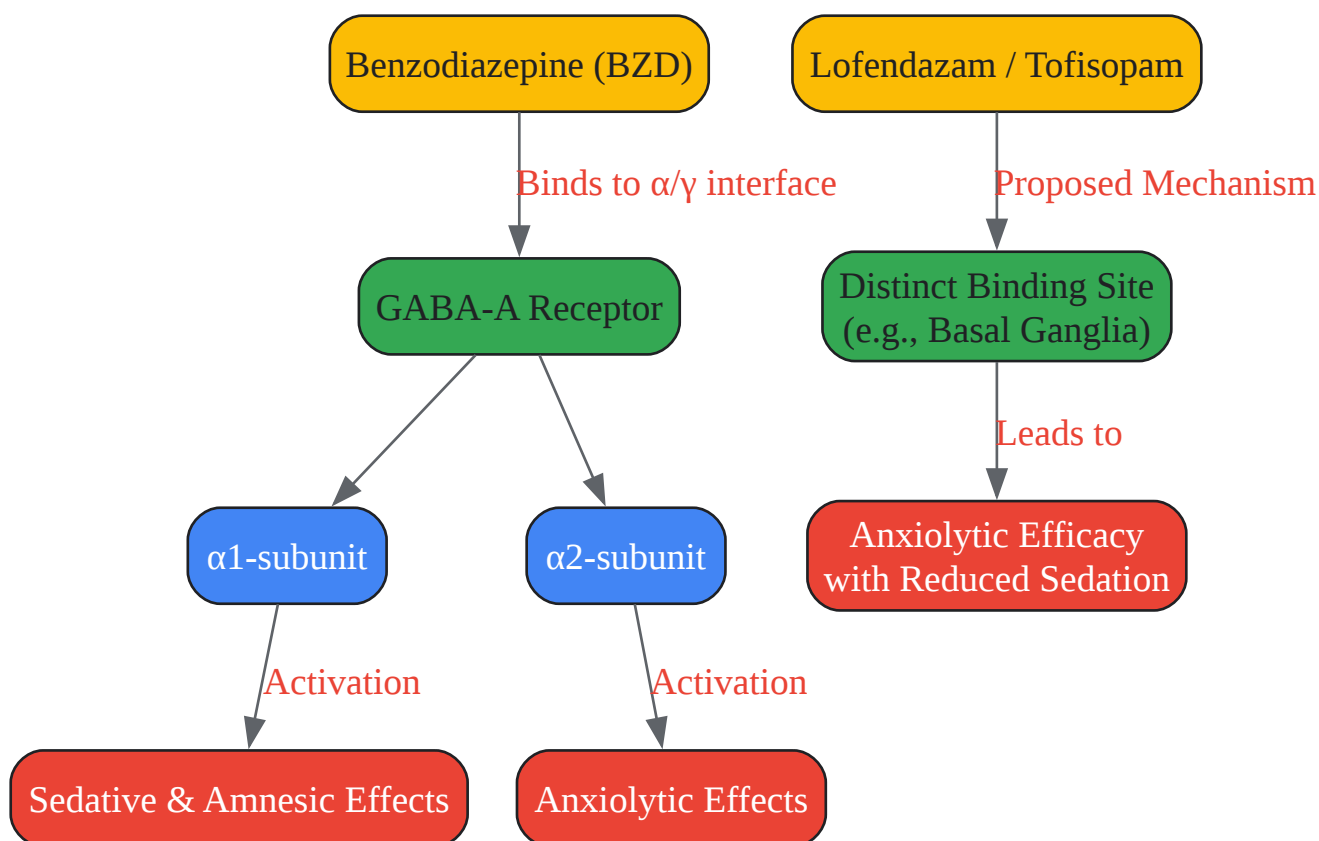 Benzodiazepine (BZD)
Lofendazam / Tofisopam
Binds to α/γ interface
Proposed Mechanism
GABA-A Receptor
Distinct Binding Site
(e.g., Basal Ganglia)
Leads to
α1-subunit
α2-subunit
Anxiolytic Efficacy
with Reduced Sedation
Activation
Activation
Sedative & Amnesic Effects
Anxiolytic Effects